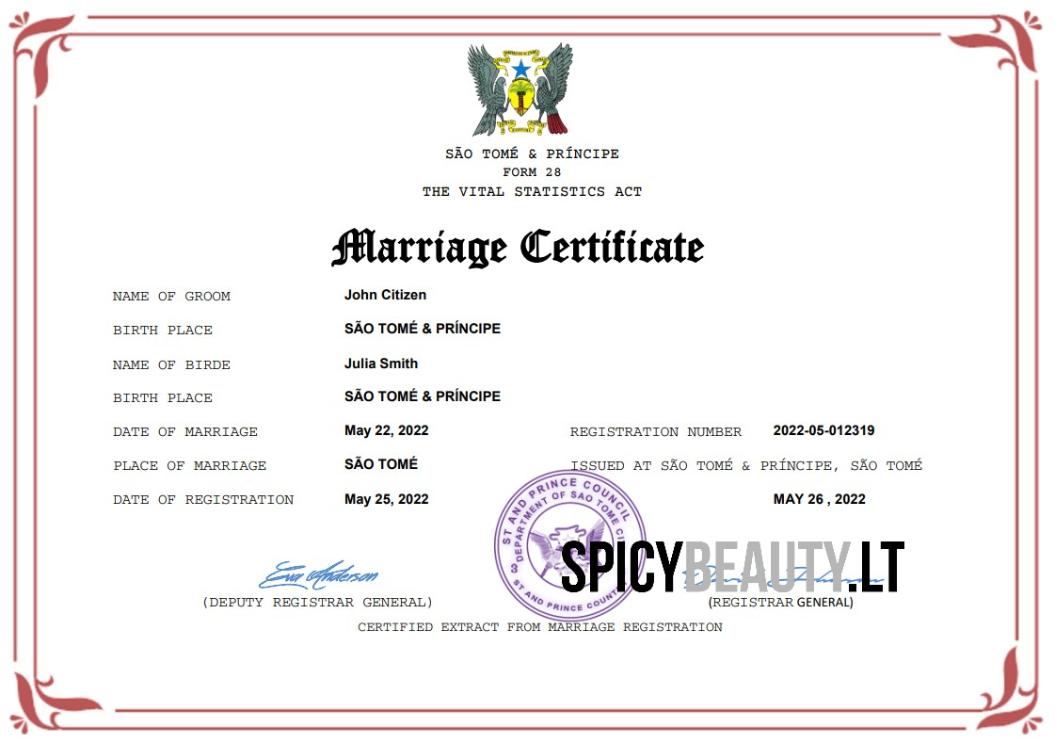 SÃO TOMÉ & PRÍNCIPE
FORM 28
THE VITAL STATISTICS ACT
Marriage Certificate
NAME OF GROOM John Citizen
BIRTH PLACE SÃO TOMÉ & PRÍNCIPE
NAME OF BIRDE Julia Smith
BIRTH PLACE SÃO TOMÉ & PRÍNCIPE
DATE OF MARRIAGE May 22, 2022 REGISTRATION NUMBER 2022-05-012319
PLACE OF MARRIAGE SÃO TOMÉ ISSUED AT SÃO TOMÉ & PRÍNCIPE, SÃO TOMÉ
DATE OF REGISTRATION May 25, 2022 MAY 26 , 2022
ST AND PRINCE COUNCIL
DEPARTMENT OF SAO TOME
3
ST AND PRINCE
SPICYBEAUTY.LT
Eva Anderson
(DEPUTY REGISTRAR GENERAL) (REGISTRAR GENERAL)
CERTIFIED EXTRACT FROM MARRIAGE REGISTRATION